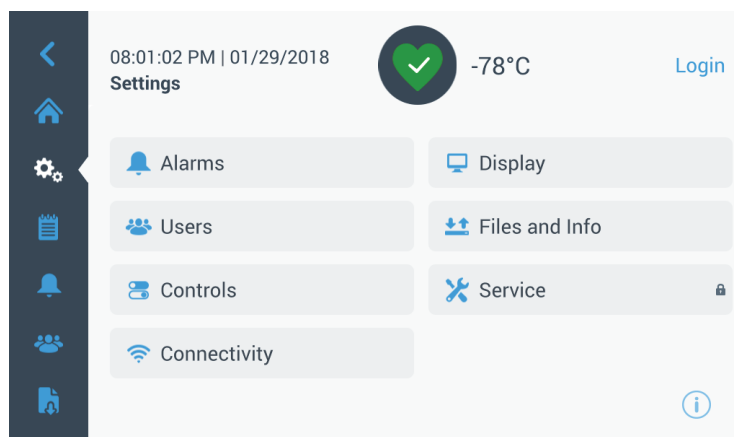 08:01:02 PM | 01/29/2018
Settings
-78°C
Login
Alarms
Display
Users
Files and Info
Controls
Service
Connectivity